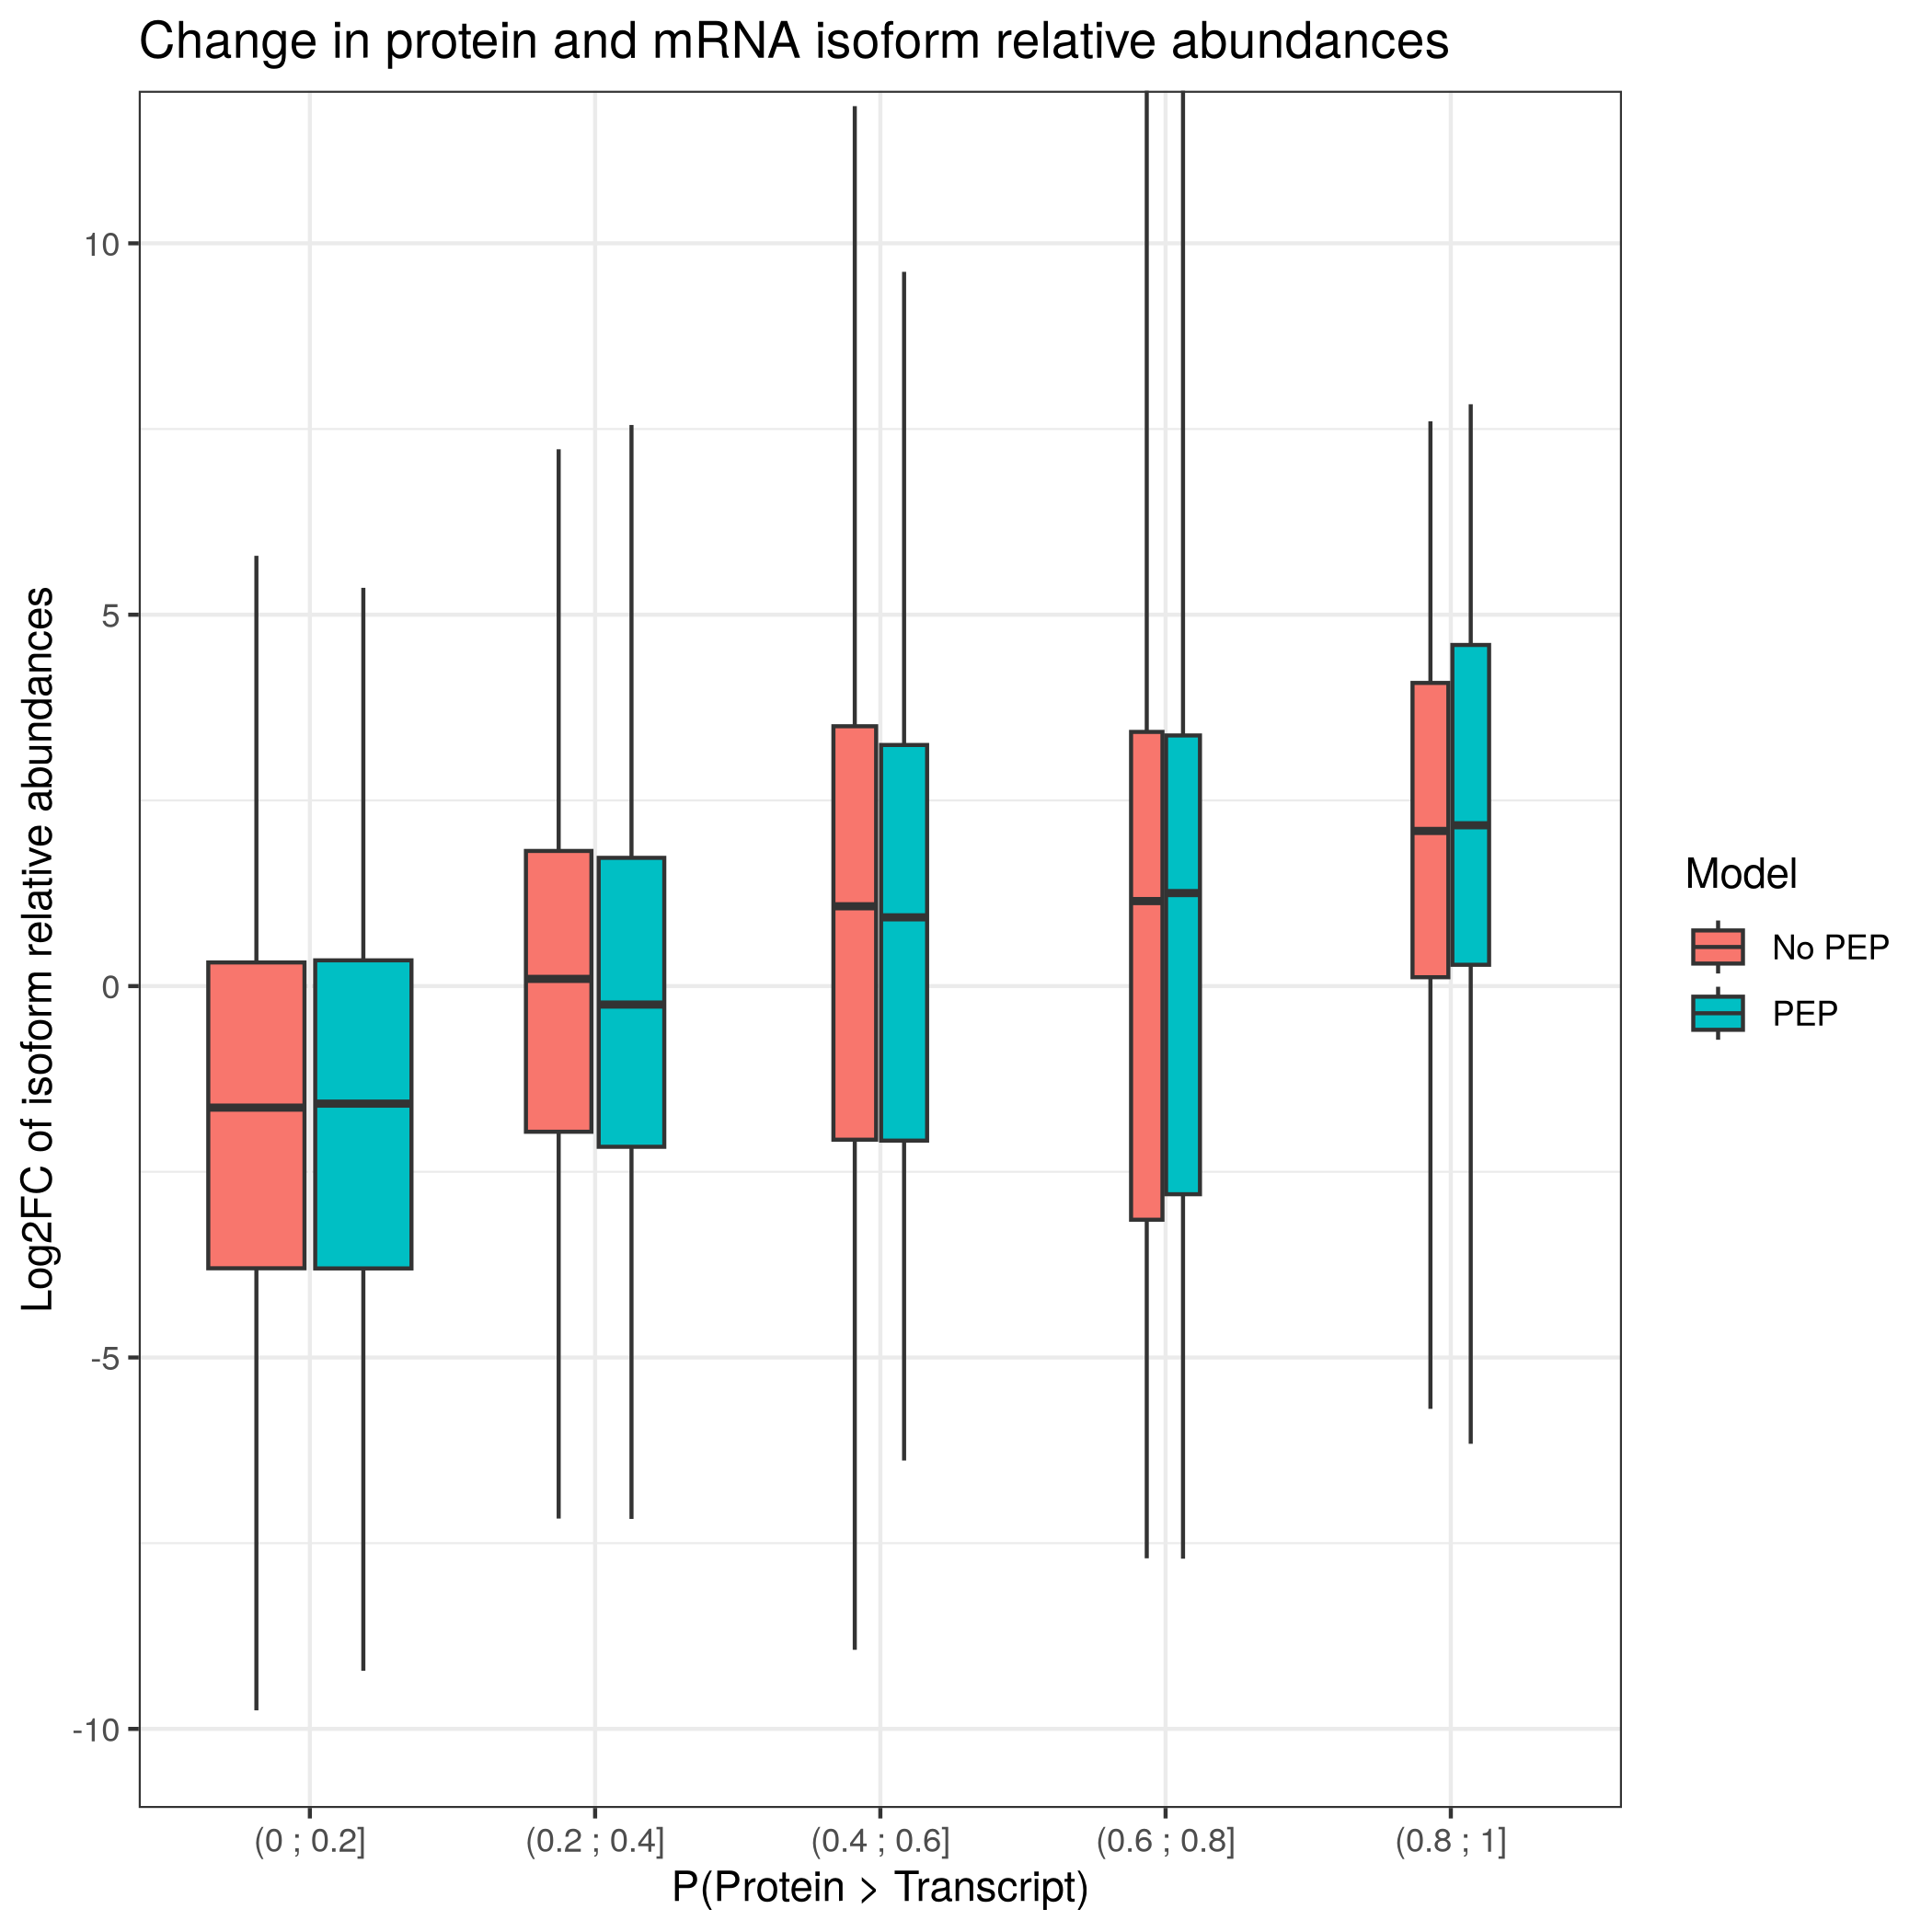 Change in protein and mRNA isoform relative abundances
Log2FC of isoform relative abundances
10
5
0
-5
-10
(0 ; 0.2]
(0.2 ; 0.4]
(0.4 ; 0.6]
(0.6 ; 0.8]
(0.8 ; 1]
P(Protein > Transcript)
Model
No PEP
PEP